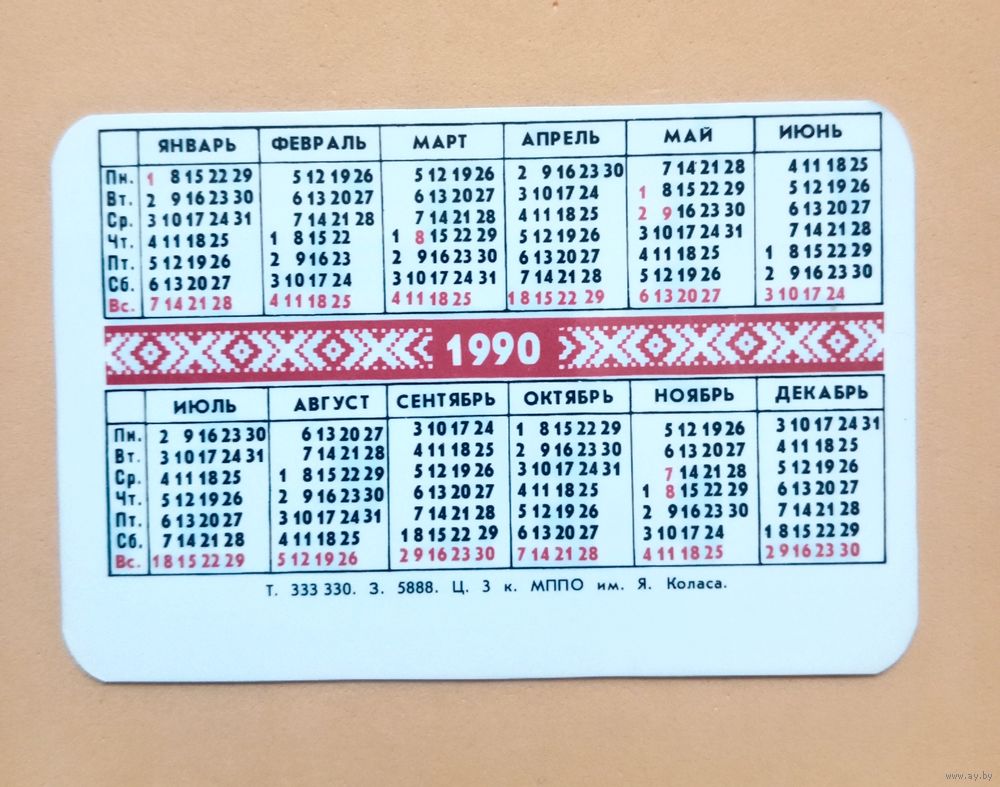 ЯНВАРЬ ФЕВРАЛЬ МАРТ АПРЕЛЬ МАЙ ИЮНЬ
Пн. 1 8 15 22 29 5 12 19 26 5 12 19 26 2 9 16 23 30 7 14 21 28 4 11 18 25
Вт. 2 9 16 23 30 6 13 20 27 6 13 20 27 3 10 17 24 1 8 15 22 29 5 12 19 26
Ср. 3 10 17 24 31 7 14 21 28 7 14 21 28 4 11 18 25 2 9 16 23 30 6 13 20 27
Чт. 4 11 18 25 1 8 15 22 1 8 15 22 29 5 12 19 26 3 10 17 24 31 7 14 21 28
Пт. 5 12 19 26 2 9 16 23 2 9 16 23 30 6 13 20 27 4 11 18 25 1 8 15 22 29
Сб. 6 13 20 27 3 10 17 24 3 10 17 24 31 7 14 21 28 5 12 19 26 2 9 16 23 30
Вс. 7 14 21 28 4 11 18 25 4 11 18 25 1 8 15 22 29 6 13 20 27 3 10 17 24
1990
ИЮЛЬ АВГУСТ СЕНТЯБРЬ ОКТЯБРЬ НОЯБРЬ ДЕКАБРЬ
Пн. 2 9 16 23 30 6 13 20 27 3 10 17 24 1 8 15 22 29 5 12 19 26 3 10 17 24 31
Вт. 3 10 17 24 31 7 14 21 28 4 11 18 25 2 9 16 23 30 6 13 20 27 4 11 18 25
Ср. 4 11 18 25 1 8 15 22 29 5 12 19 26 3 10 17 24 31 7 14 21 28 5 12 19 26
Чт. 5 12 19 26 2 9 16 23 30 6 13 20 27 4 11 18 25 1 8 15 22 29 6 13 20 27
Пт. 6 13 20 27 3 10 17 24 31 7 14 21 28 5 12 19 26 2 9 16 23 30 7 14 21 28
Сб. 7 14 21 28 4 11 18 25 1 8 15 22 29 6 13 20 27 3 10 17 24 1 8 15 22 29
Вс. 1 8 15 22 29 5 12 19 26 2 9 16 23 30 7 14 21 28 4 11 18 25 2 9 16 23 30
Т. 333 330. З. 5888. Ц. 3 к. МППО им. Я. Коласа.
www.ay.by